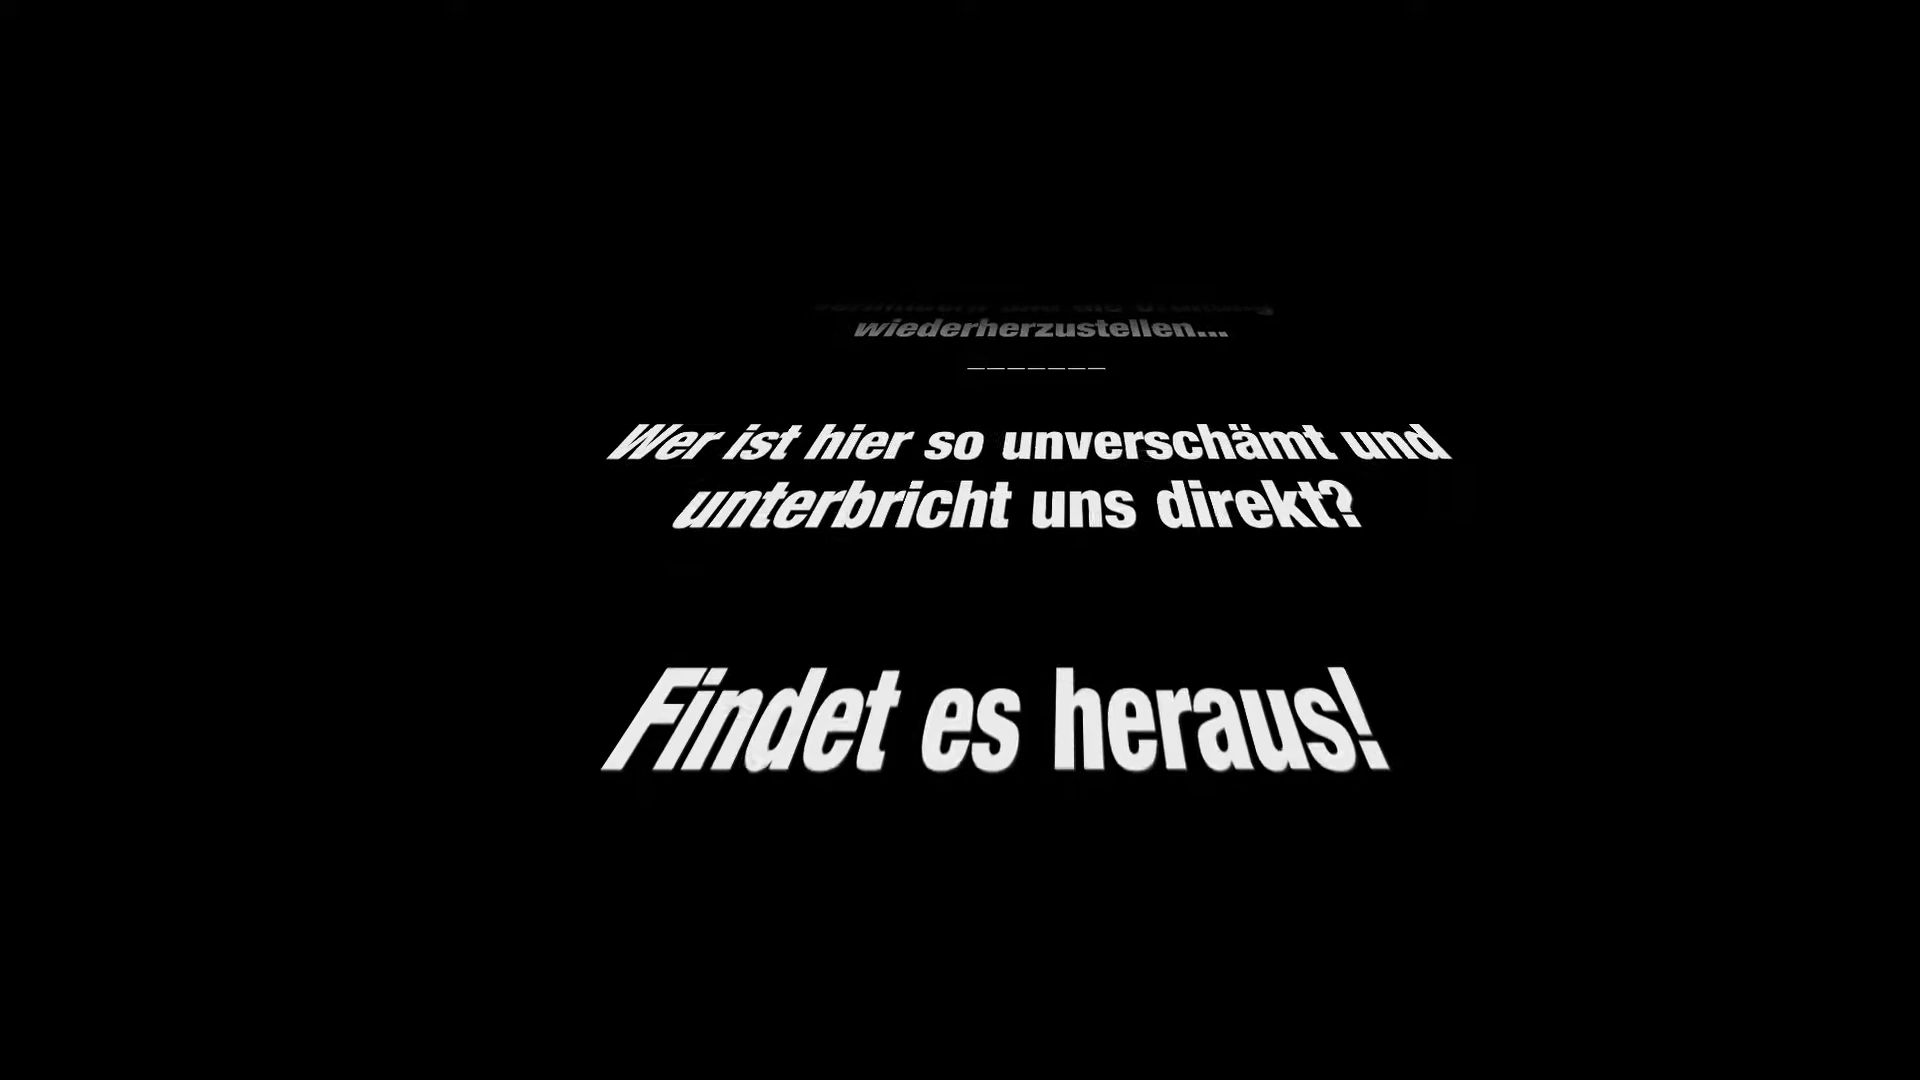 wiederherzustellen...
_______
Wer ist hier so unverschämt und
unterbricht uns direkt?
Findet es heraus!